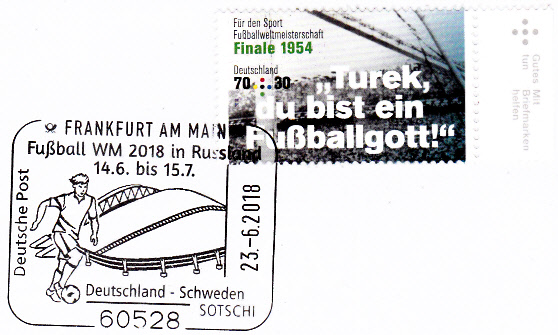 Für den Sport
Fußballweltmeisterschaft
Finale 1954
Deutschland
70 30
„Turek,
du bist ein
Fußballgott!“
Gutes tun
Mit Briefmarken helfen
FRANKFURT AM MAIN
Fußball WM 2018 in Russland
14.6. bis 15.7.
Deutsche Post
23.-6.2018
Deutschland - Schweden
SOTSCHI
60528